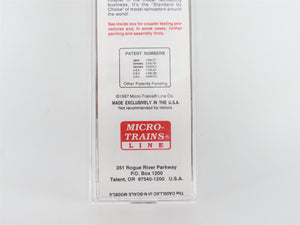 business. It's the "Standard by
Choice" of model railroaders around
the world!
See inside box for coupler testing pro-
cedures and, in some cases, further
painting and assembly hints.
PATENT NUMBERS
Other Patents Pending
©1997 Micro-Trains® Line Co.
MADE EXCLUSIVELY IN THE U.S.A.
Not recommended for minors
MICRO-
TRAINS®
LINE
351 Rogue River Parkway
P.O. Box 1200
Talent, OR 97540-1200 U.S.A.
THE CADILLAC OF N-SCALE MODELS